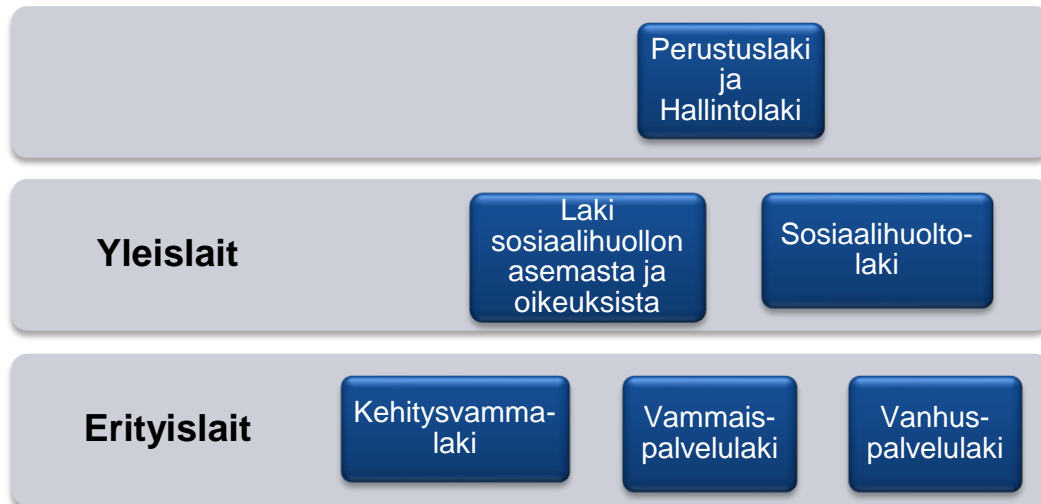 Perustuslaki
ja
Hallintolaki
Yleislait
Laki
sosiaalihuollon
asemasta ja
oikeuksista
Sosiaalihuolto-
laki
Erityislait
Kehitysvamma-
laki
Vammais-
palvelulaki
Vanhus-
palvelulaki